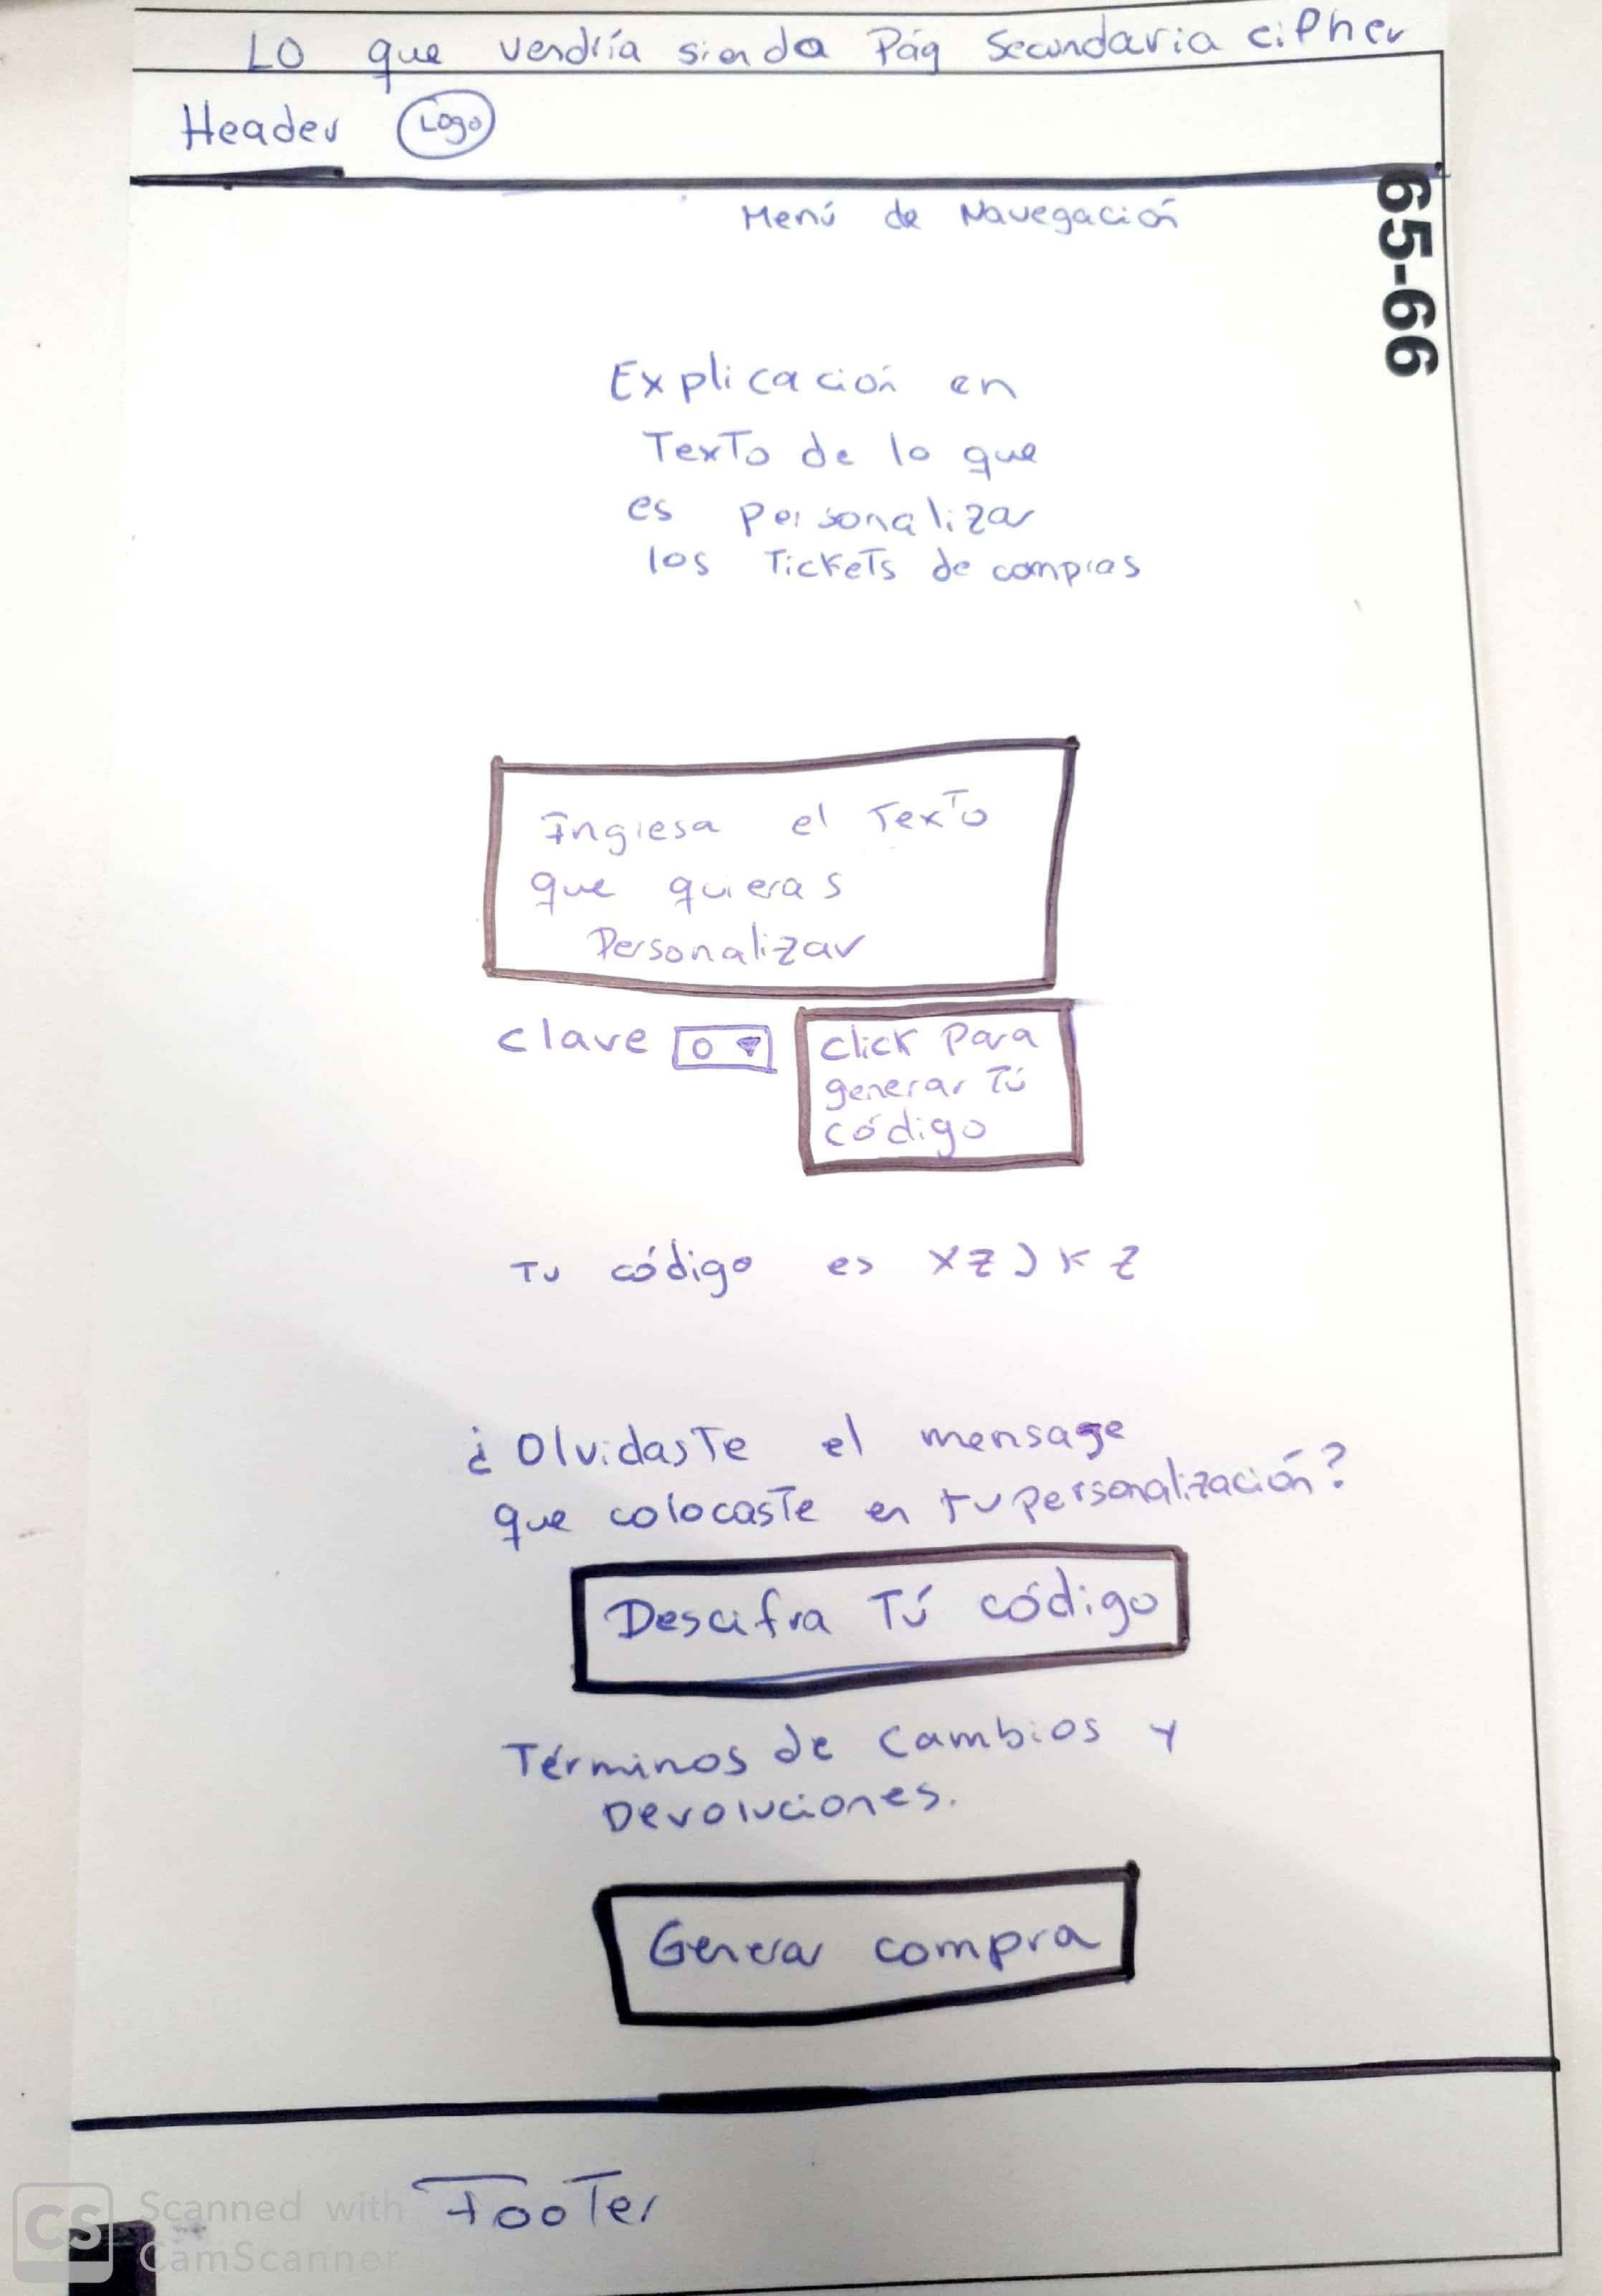 Lo que vendría siendo Pág Secundaria cipher
Header Logo
65-66
Menú de Navegación
Explicación en
Texto de lo que
es personalizar
los Tickets de compras
Ingresa el Texto
que quieras
Personalizar
clave 0
click Para
generar Tú
código
Tu código es XZJKZ
¿Olvidaste el mensage
que colocaste en tu personalización?
Descifra Tú código
Términos de cambios y
Devoluciones.
Generar compra
Footer
CS Scanned with
CamScanner